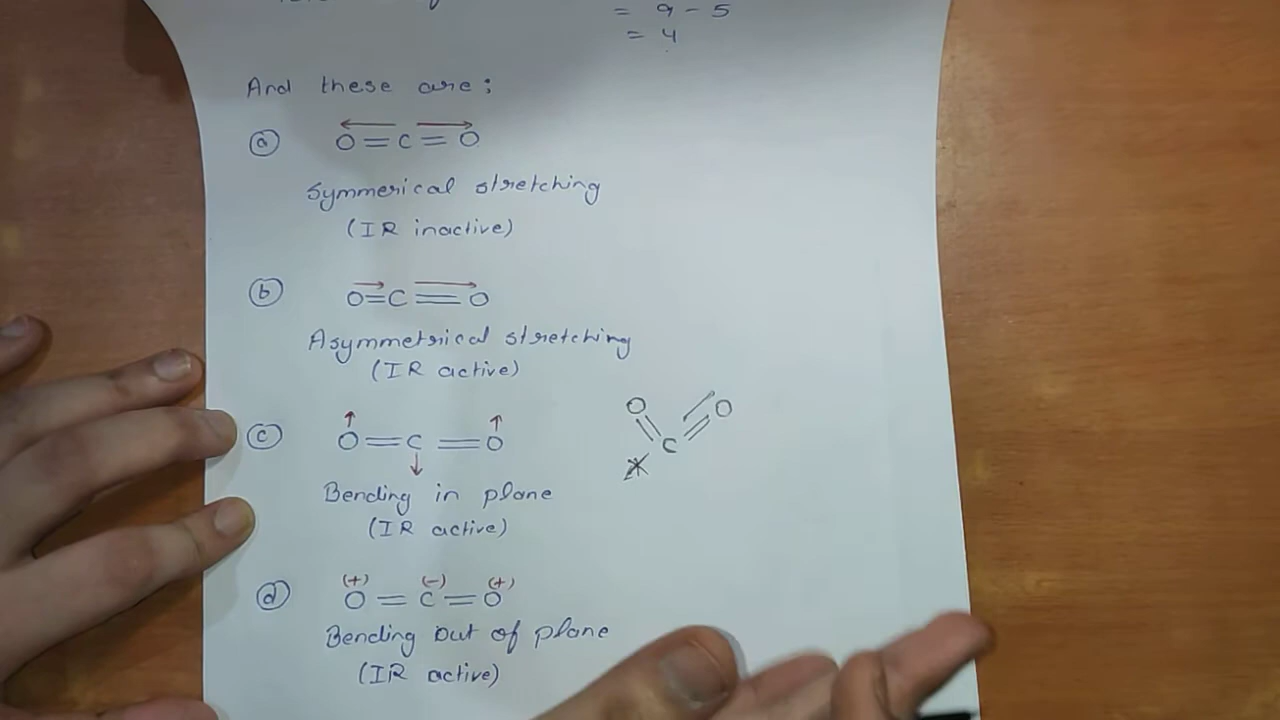 = 9 - 5
= 4
And these are:
(a) O=C=O
Symmerical stretching
(IR inactive)
(b) O=C=O
Asymmetrical stretching
(IR active)
(c) O=C=O
Bending in plane
(IR active)
O C O
(d) (+) (-) (+)
O=C=O
Bending out of plane
(IR active)